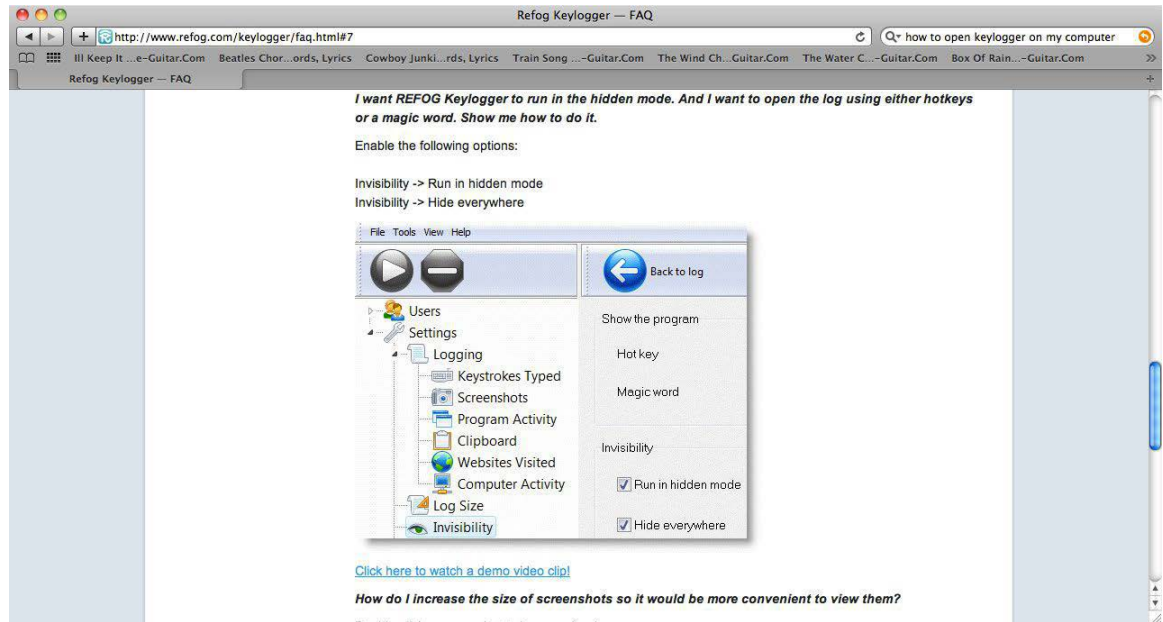 Refog Keylogger — FAQ
http://www.refog.com/keylogger/faq.html#7
how to open keylogger on my computer
Ill Keep It ...e-Guitar.Com Beatles Chor...ords, Lyrics Cowboy Junki...rds, Lyrics Train Song ...-Guitar.Com The Wind Ch...Guitar.Com The Water C...-Guitar.Com Box Of Rain...-Guitar.Com
Refog Keylogger — FAQ
I want REFOG Keylogger to run in the hidden mode. And I want to open the log using either hotkeys
or a magic word. Show me how to do it.
Enable the following options:
Invisibility -> Run in hidden mode
Invisibility -> Hide everywhere
File Tools View Help
Back to log
Users
Settings
Logging
Keystrokes Typed
Screenshots
Program Activity
Clipboard
Websites Visited
Computer Activity
Log Size
Invisibility
Show the program
Hot key
Magic word
Invisibility
Run in hidden mode
Hide everywhere
Click here to watch a demo video clip!
How do I increase the size of screenshots so it would be more convenient to view them?